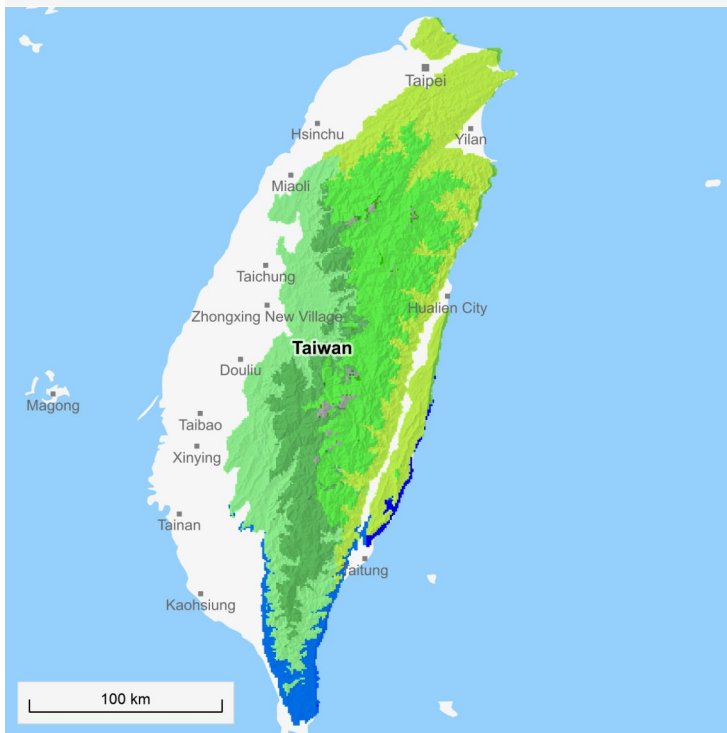 Taipei
Hsinchu
Yilan
Miaoli
Taichung
Hualien City
Zhongxing New Village
Taiwan
Douliu
Magong
Taibao
Xinying
Tainan
Taitung
Kaohsiung
100 km